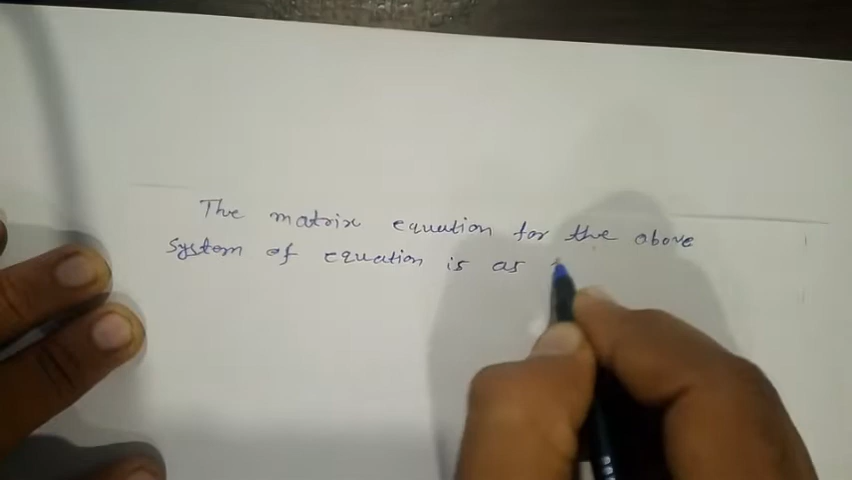 The matrix equation for the above
system of equation is as